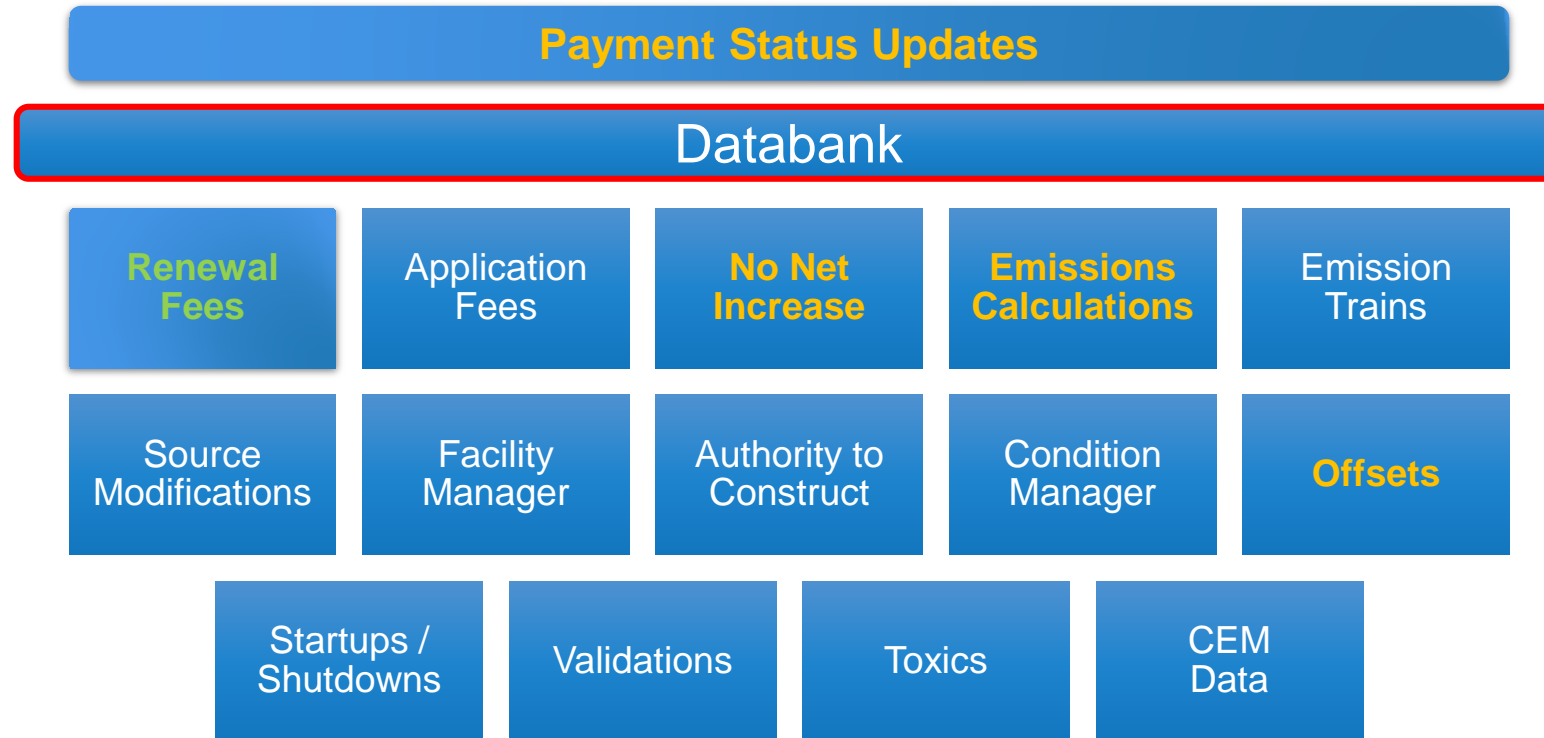 Payment Status Updates
Databank
Renewal
Fees
Application
Fees
No Net
Increase
Emissions
Calculations
Emission
Trains
Source
Modifications
Facility
Manager
Authority to
Construct
Condition
Manager
Offsets
Startups /
Shutdowns
Validations
Toxics
CEM
Data